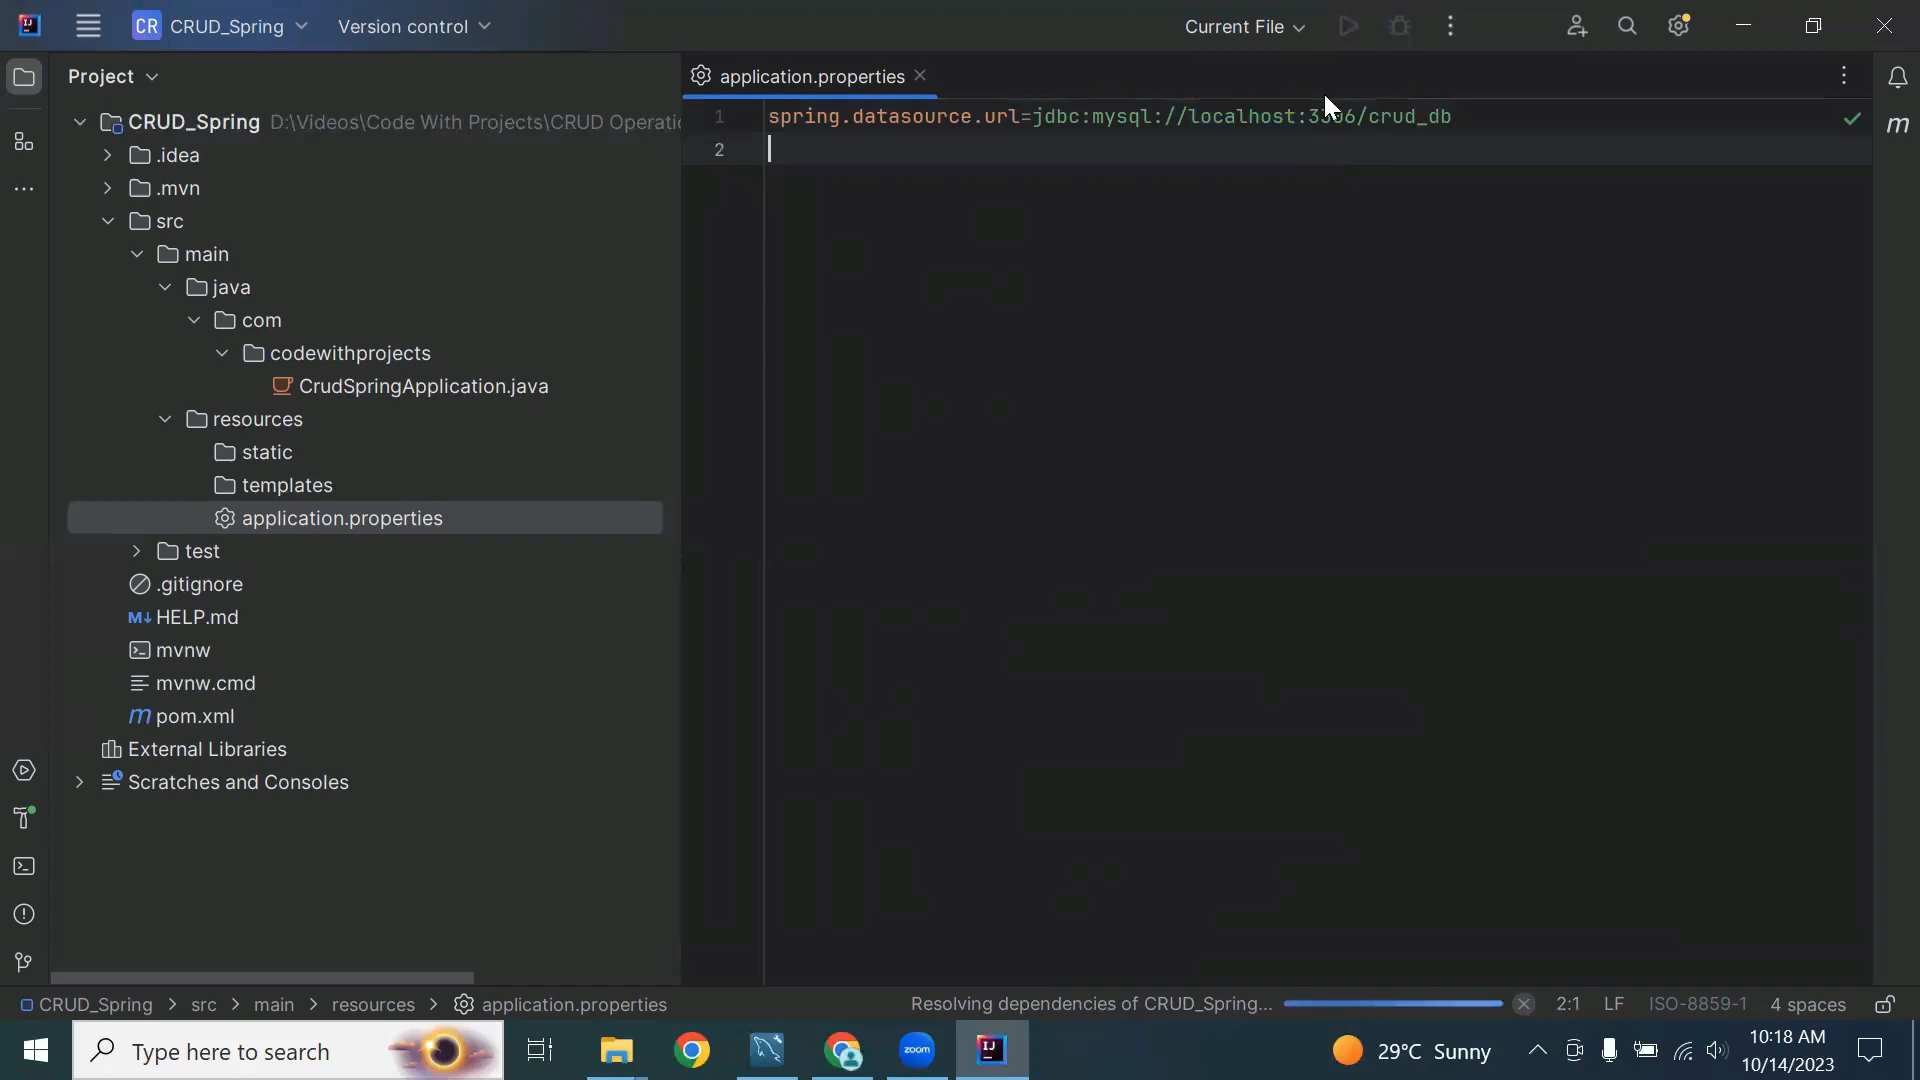 CR CRUD_Spring Version control Current File
Project
application.properties
CRUD_Spring D:\Videos\Code With Projects\CRUD Operatio
.idea
.mvn
src
main
java
com
codewithprojects
CrudSpringApplication.java
resources
static
templates
application.properties
test
.gitignore
M↓ HELP.md
mvnw
mvnw.cmd
m pom.xml
External Libraries
Scratches and Consoles
1 spring.datasource.url=jdbc:mysql://localhost:3306/crud_db
2
m
CRUD_Spring > src > main > resources > application.properties
Resolving dependencies of CRUD_Spring... 2:1 LF ISO-8859-1 4 spaces
Type here to search
zoom
IJ
29°C Sunny
10:18 AM
10/14/2023